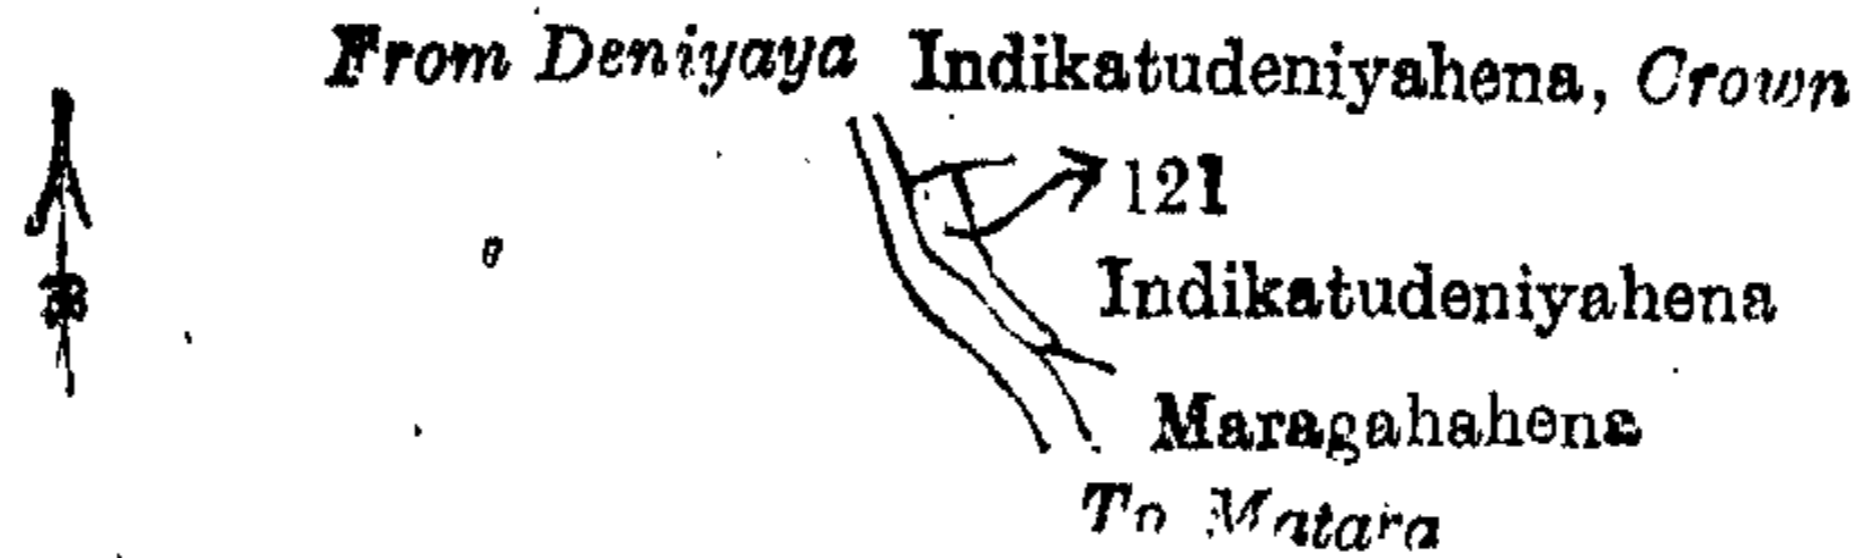 From Deniyaya Indikatudeniyahena, Crown
121
Indikatudeniyahena
Maragahahena
To Matara